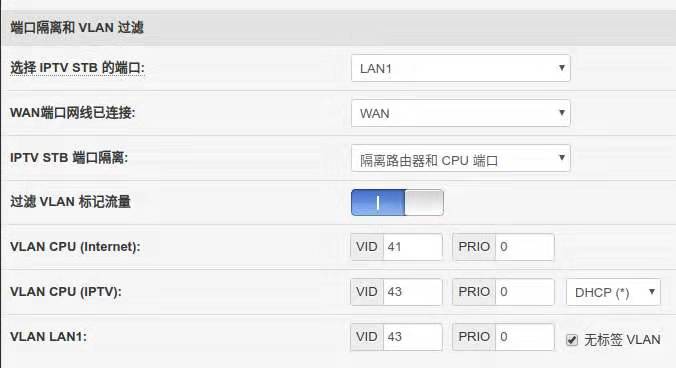 端口隔离和 VLAN 过滤
选择 IPTV STB 的端口: LAN1
WAN端口网线已连接: WAN
IPTV STB 端口隔离: 隔离路由器和 CPU 端口
过滤 VLAN 标记流量
VLAN CPU (Internet): VID 41 PRIO 0
VLAN CPU (IPTV): VID 43 PRIO 0 DHCP (*)
VLAN LAN1: VID 43 PRIO 0 无标签 VLAN